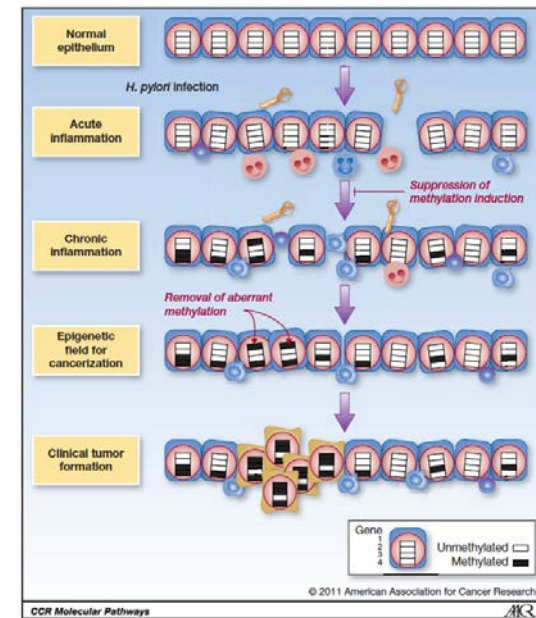 Normal
epithelium
H. pylori infection
Acute
inflammation
Suppression of
methylation induction
Chronic
inflammation
Removal of aberrant
methylation
Epigenetic
field for
cancerization
Clinical tumor
formation
Gene
1
2
3
4
Unmethylated
Methylated
© 2011 American Association for Cancer Research
CCR Molecular Pathways
AACR